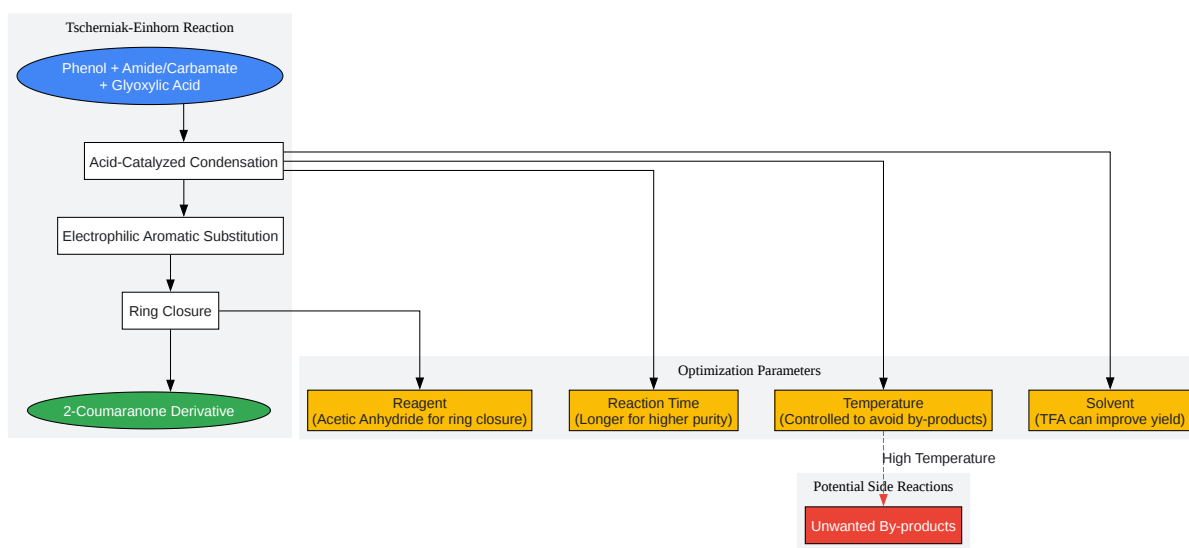 Tscherniak-Einhorn Reaction
Phenol + Amide/Carbamate
+ Glyoxylic Acid
Acid-Catalyzed Condensation
Electrophilic Aromatic Substitution
Ring Closure
2-Coumaranone Derivative
Optimization Parameters
Reagent
(Acetic Anhydride for ring closure)
Reaction Time
(Longer for higher purity)
Temperature
(Controlled to avoid by-products)
Solvent
(TFA can improve yield)
High Temperature
Potential Side Reactions
Unwanted By-products